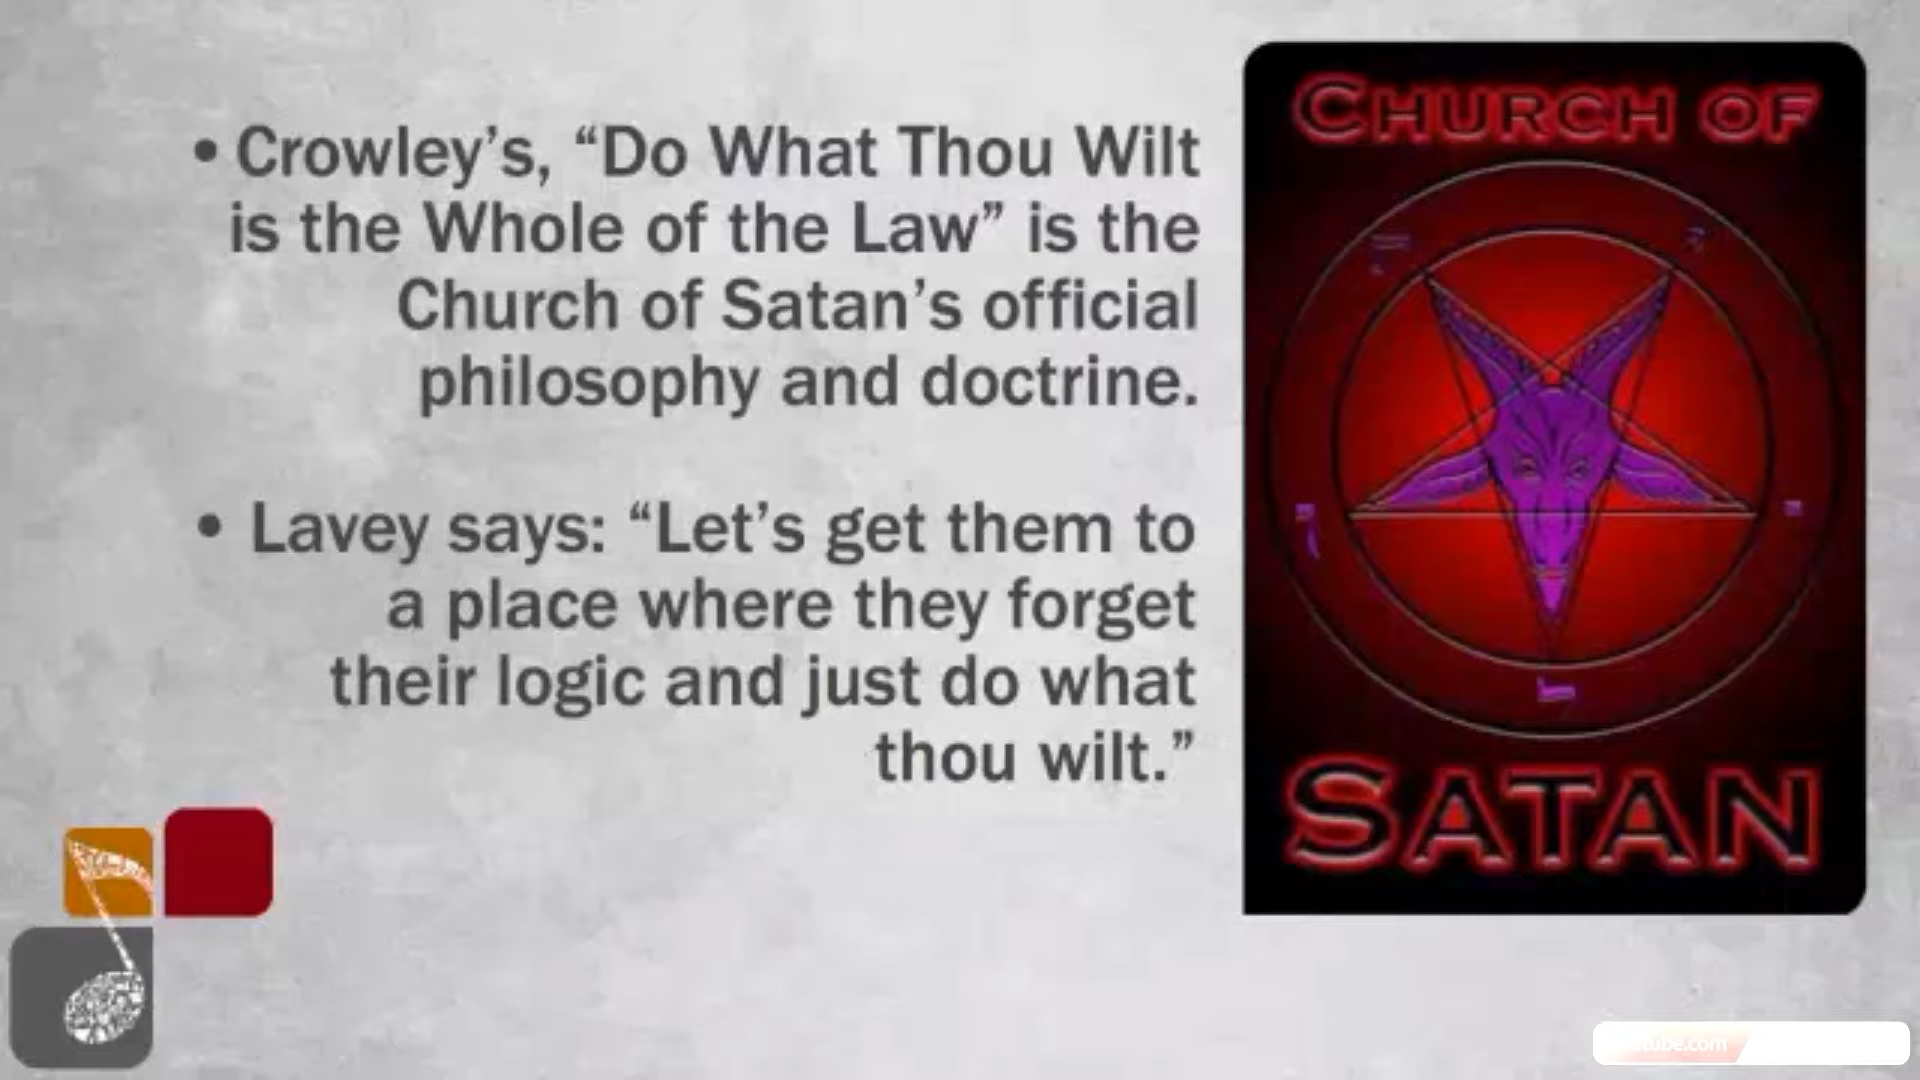 • Crowley’s, “Do What Thou Wilt
is the Whole of the Law” is the
Church of Satan’s official
philosophy and doctrine.
• Lavey says: “Let’s get them to
a place where they forget
their logic and just do what
thou wilt.”
CHURCH OF
SATAN